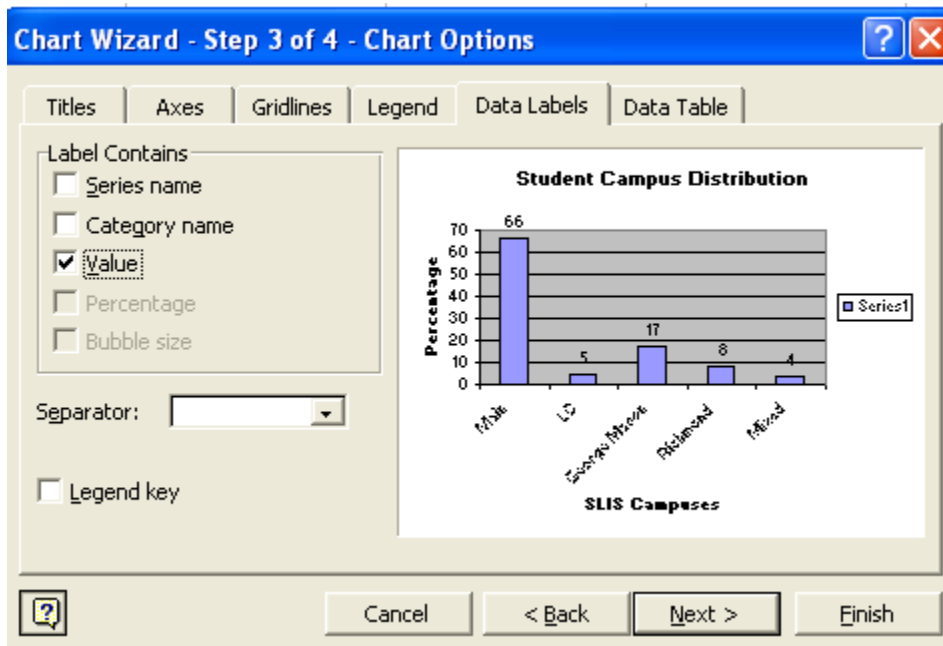 Chart Wizard - Step 3 of 4 - Chart Options
Titles Axes Gridlines Legend Data Labels Data Table
Label Contains
Series name
Category name
Value
Percentage
Bubble size
Separator:
Legend key
Student Campus Distribution
Percentage
70
60
50
40
30
20
10
0
66
5
17
8
4
Series1
George Mason
Richmond
Mixed
SLIS Campuses
Cancel < Back Next > Finish